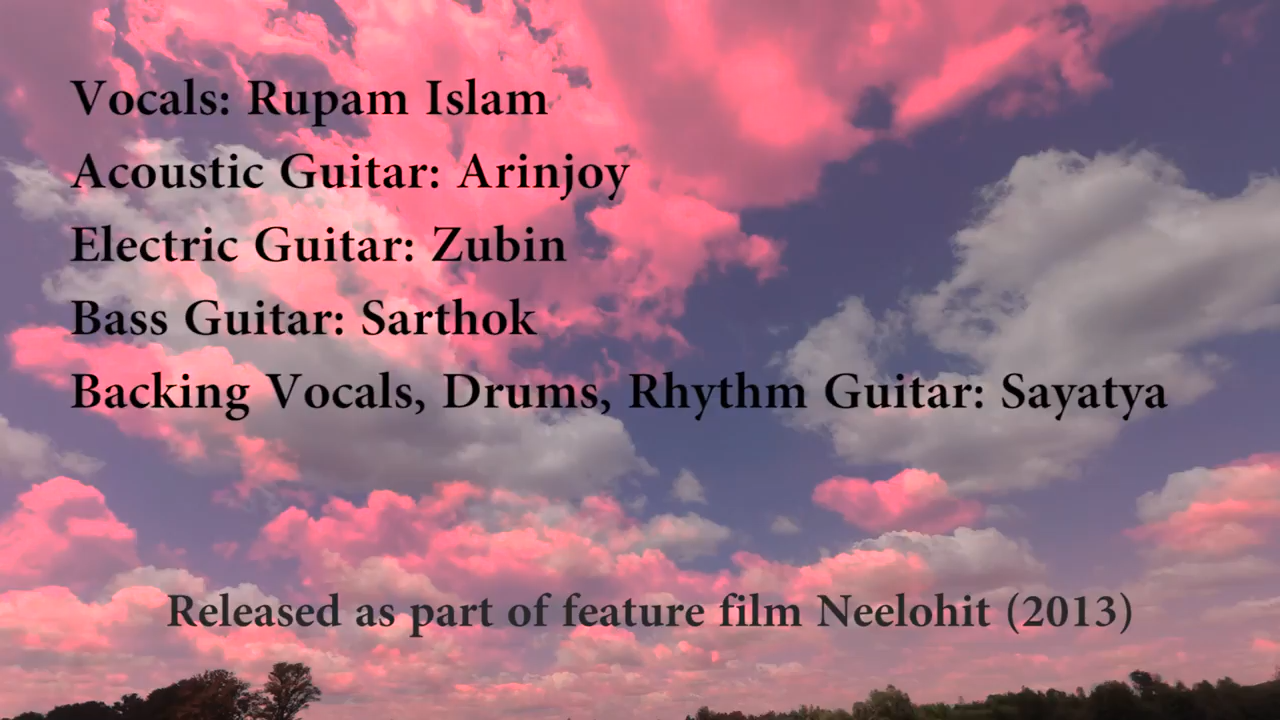 Vocals: Rupam Islam
Acoustic Guitar: Arinjoy
Electric Guitar: Zubin
Bass Guitar: Sarthok
Backing Vocals, Drums, Rhythm Guitar: Sayatya
Released as part of feature film Neelohit (2013)